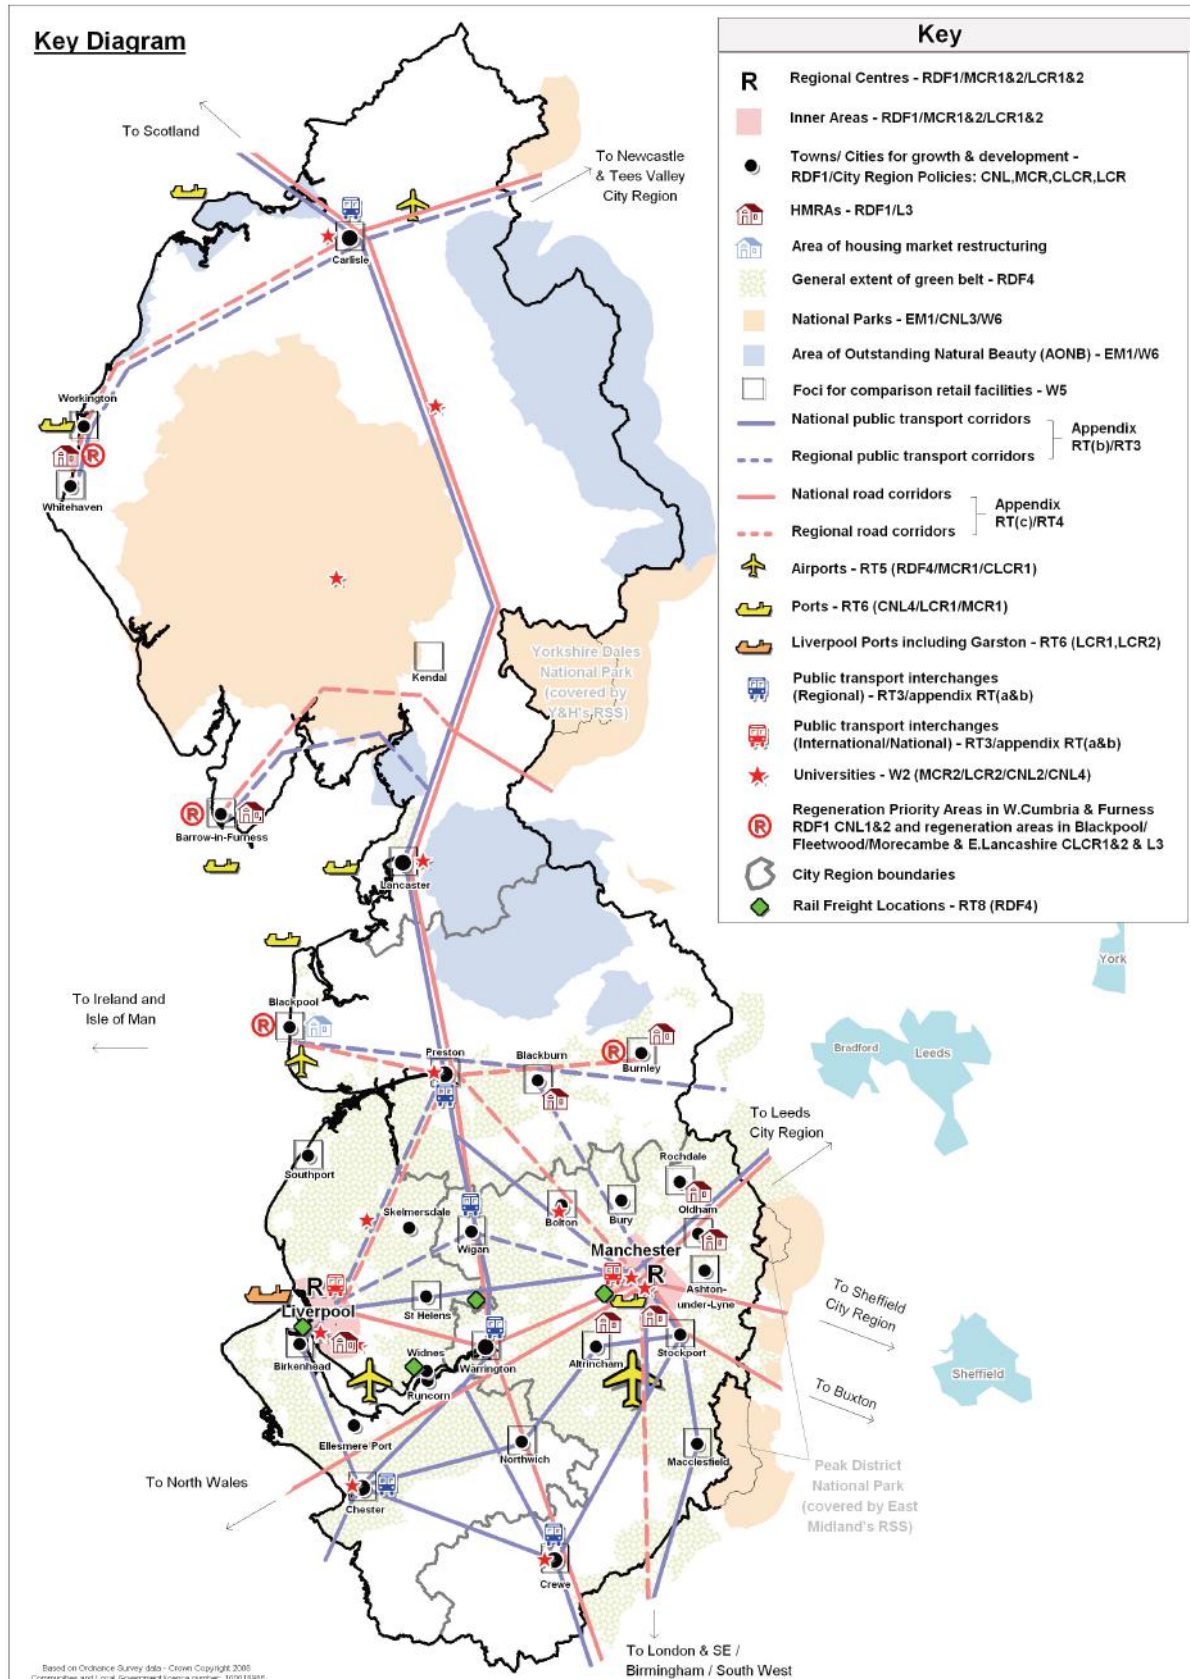 Key Diagram
Key
R
Regional Centres - RDF1/MCR1&2/LCR1&2
Inner Areas - RDF1/MCR1&2/LCR1&2
Towns/ Cities for growth & development -
RDF1/City Region Policies: CNL,MCR,CLCR,LCR
HMRAs - RDF1/L3
Area of housing market restructuring
General extent of green belt - RDF4
National Parks - EM1/CNL3/W6
Area of Outstanding Natural Beauty (AONB) - EM1/W6
Foci for comparison retail facilities - W5
National public transport corridors
Regional public transport corridors
Appendix
RT(b)/RT3
National road corridors
Regional road corridors
Appendix
RT(c)/RT4
Airports - RT5 (RDF4/MCR1/CLCR1)
Ports - RT6 (CNL4/LCR1/MCR1)
Liverpool Ports including Garston - RT6 (LCR1,LCR2)
Public transport interchanges
(Regional) - RT3/appendix RT(a&b)
Public transport interchanges
(International/National) - RT3/appendix RT(a&b)
Universities - W2 (MCR2/LCR2/CNL2/CNL4)
R
Regeneration Priority Areas in W.Cumbria & Furness
RDF1 CNL1&2 and regeneration areas in Blackpool/
Fleetwood/Morecambe & E.Lancashire CLCR1&2 & L3
City Region boundaries
Rail Freight Locations - RT8 (RDF4)
To Scotland
To Newcastle
& Tees Valley
City Region
Carlisle
Workington
R
Whitehaven
Kendal
Yorkshire Dales
National Park
(covered by
Y&H's RSS)
R
Barrow-in-Furness
Lancaster
York
To Ireland and
Isle of Man
Blackpool
R
Preston
Blackburn
R
Burnley
Bradford
Leeds
To Leeds
City Region
Southport
Rochdale
Skelmersdale
Bolton
Bury
Oldham
Wigan
Manchester
R
R
Liverpool
St Helens
Ashton-
under-Lyne
To Sheffield
City Region
Birkenhead
Widnes
Warrington
Altrincham
Stockport
Runcorn
Sheffield
To Buxton
Ellesmere Port
Northwich
Macclesfield
To North Wales
Chester
Peak District
National Park
(covered by East
Midland's RSS)
Crewe
To London & SE /
Birmingham / South West
Based on Ordnance Survey data - Crown Copyright 2008